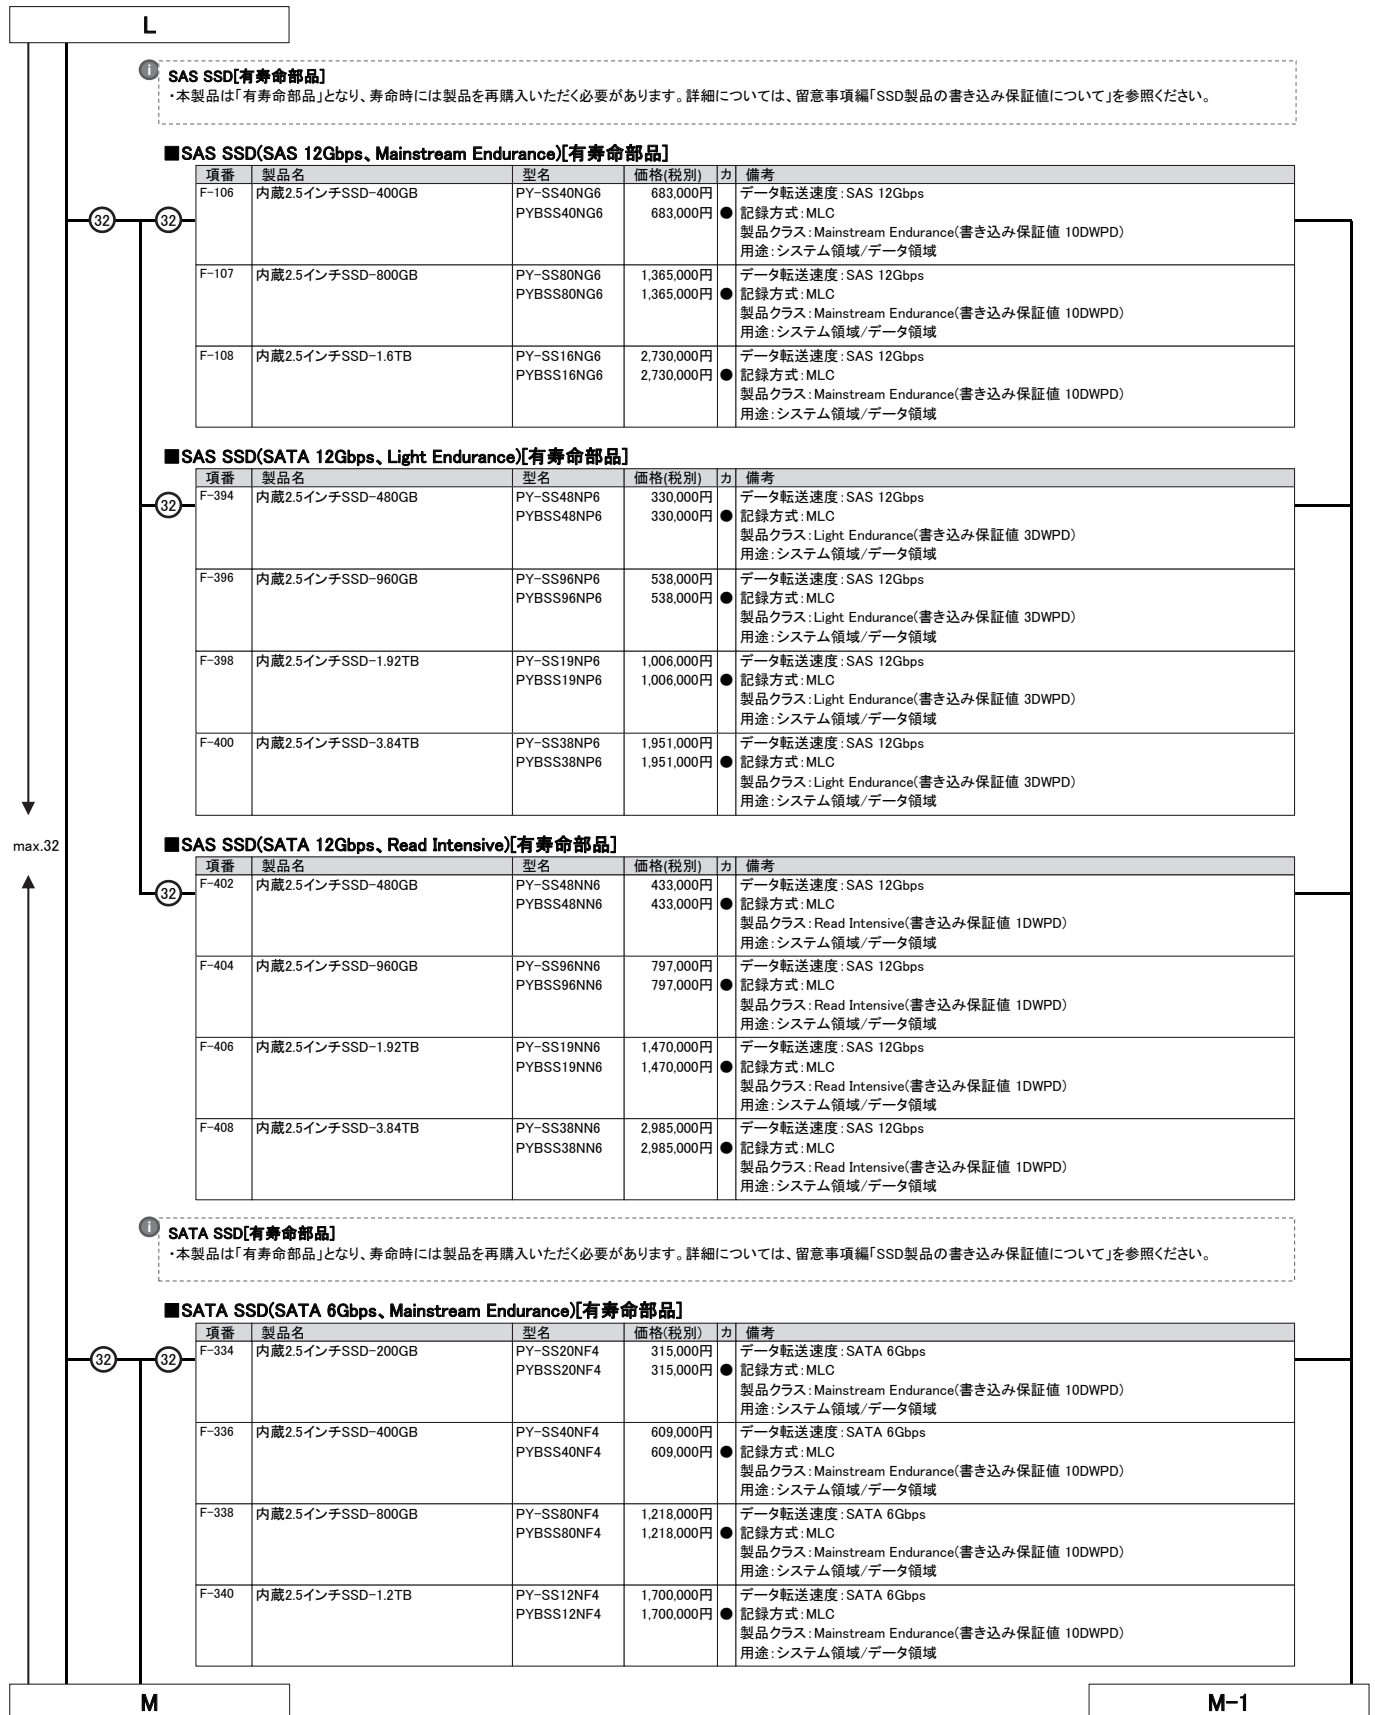 L
i
SAS SSD[有寿命部品]
・本製品は「有寿命部品」となり、寿命時には製品を再購入いただく必要があります。詳細については、留意事項編「SSD製品の書き込み保証値について」を参照ください。
■SAS SSD(SAS 12Gbps、Mainstream Endurance)[有寿命部品]
項番 製品名 型名 価格(税別) カ 備考
F-106 内蔵2.5インチSSD-400GB PY-SS40NG6 683,000円 データ転送速度:SAS 12Gbps
32 32 PYBSS40NG6 683,000円 ● 記録方式:MLC
製品クラス:Mainstream Endurance(書き込み保証値 10DWPD)
用途:システム領域/データ領域
F-107 内蔵2.5インチSSD-800GB PY-SS80NG6 1,365,000円 データ転送速度:SAS 12Gbps
PYBSS80NG6 1,365,000円 ● 記録方式:MLC
製品クラス:Mainstream Endurance(書き込み保証値 10DWPD)
用途:システム領域/データ領域
F-108 内蔵2.5インチSSD-1.6TB PY-SS16NG6 2,730,000円 データ転送速度:SAS 12Gbps
PYBSS16NG6 2,730,000円 ● 記録方式:MLC
製品クラス:Mainstream Endurance(書き込み保証値 10DWPD)
用途:システム領域/データ領域
■SAS SSD(SATA 12Gbps、Light Endurance)[有寿命部品]
項番 製品名 型名 価格(税別) カ 備考
F-394 内蔵2.5インチSSD-480GB PY-SS48NP6 330,000円 データ転送速度:SAS 12Gbps
32 PYBSS48NP6 330,000円 ● 記録方式:MLC
製品クラス:Light Endurance(書き込み保証値 3DWPD)
用途:システム領域/データ領域
F-396 内蔵2.5インチSSD-960GB PY-SS96NP6 538,000円 データ転送速度:SAS 12Gbps
PYBSS96NP6 538,000円 ● 記録方式:MLC
製品クラス:Light Endurance(書き込み保証値 3DWPD)
用途:システム領域/データ領域
F-398 内蔵2.5インチSSD-1.92TB PY-SS19NP6 1,006,000円 データ転送速度:SAS 12Gbps
PYBSS19NP6 1,006,000円 ● 記録方式:MLC
製品クラス:Light Endurance(書き込み保証値 3DWPD)
用途:システム領域/データ領域
F-400 内蔵2.5インチSSD-3.84TB PY-SS38NP6 1,951,000円 データ転送速度:SAS 12Gbps
PYBSS38NP6 1,951,000円 ● 記録方式:MLC
製品クラス:Light Endurance(書き込み保証値 3DWPD)
用途:システム領域/データ領域
max.32
■SAS SSD(SATA 12Gbps、Read Intensive)[有寿命部品]
項番 製品名 型名 価格(税別) カ 備考
F-402 内蔵2.5インチSSD-480GB PY-SS48NN6 433,000円 データ転送速度:SAS 12Gbps
32 PYBSS48NN6 433,000円 ● 記録方式:MLC
製品クラス:Read Intensive(書き込み保証値 1DWPD)
用途:システム領域/データ領域
F-404 内蔵2.5インチSSD-960GB PY-SS96NN6 797,000円 データ転送速度:SAS 12Gbps
PYBSS96NN6 797,000円 ● 記録方式:MLC
製品クラス:Read Intensive(書き込み保証値 1DWPD)
用途:システム領域/データ領域
F-406 内蔵2.5インチSSD-1.92TB PY-SS19NN6 1,470,000円 データ転送速度:SAS 12Gbps
PYBSS19NN6 1,470,000円 ● 記録方式:MLC
製品クラス:Read Intensive(書き込み保証値 1DWPD)
用途:システム領域/データ領域
F-408 内蔵2.5インチSSD-3.84TB PY-SS38NN6 2,985,000円 データ転送速度:SAS 12Gbps
PYBSS38NN6 2,985,000円 ● 記録方式:MLC
製品クラス:Read Intensive(書き込み保証値 1DWPD)
用途:システム領域/データ領域
i
SATA SSD[有寿命部品]
・本製品は「有寿命部品」となり、寿命時には製品を再購入いただく必要があります。詳細については、留意事項編「SSD製品の書き込み保証値について」を参照ください。
■SATA SSD(SATA 6Gbps、Mainstream Endurance)[有寿命部品]
項番 製品名 型名 価格(税別) カ 備考
F-334 内蔵2.5インチSSD-200GB PY-SS20NF4 315,000円 データ転送速度:SATA 6Gbps
32 32 PYBSS20NF4 315,000円 ● 記録方式:MLC
製品クラス:Mainstream Endurance(書き込み保証値 10DWPD)
用途:システム領域/データ領域
F-336 内蔵2.5インチSSD-400GB PY-SS40NF4 609,000円 データ転送速度:SATA 6Gbps
PYBSS40NF4 609,000円 ● 記録方式:MLC
製品クラス:Mainstream Endurance(書き込み保証値 10DWPD)
用途:システム領域/データ領域
F-338 内蔵2.5インチSSD-800GB PY-SS80NF4 1,218,000円 データ転送速度:SATA 6Gbps
PYBSS80NF4 1,218,000円 ● 記録方式:MLC
製品クラス:Mainstream Endurance(書き込み保証値 10DWPD)
用途:システム領域/データ領域
F-340 内蔵2.5インチSSD-1.2TB PY-SS12NF4 1,700,000円 データ転送速度:SATA 6Gbps
PYBSS12NF4 1,700,000円 ● 記録方式:MLC
製品クラス:Mainstream Endurance(書き込み保証値 10DWPD)
用途:システム領域/データ領域
M M-1